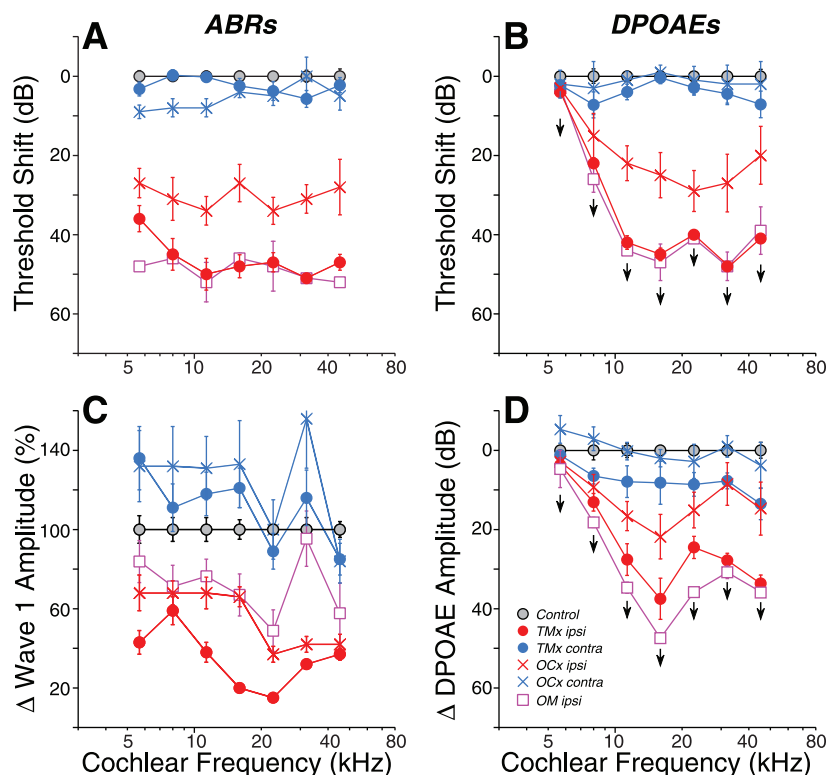 ABRs
DPOAEs
A
B
Threshold Shift (dB)
0
20
40
60
5
10
20
40
80
Threshold Shift (dB)
0
20
40
60
5
10
20
40
80
C
D
Δ Wave 1 Amplitude (%)
140
100
60
20
5
10
20
40
80
Cochlear Frequency (kHz)
Δ DPOAE Amplitude (dB)
0
20
40
60
Control
TMx ipsi
TMx contra
OCx ipsi
OCx contra
OM ipsi
5
10
20
40
80
Cochlear Frequency (kHz)